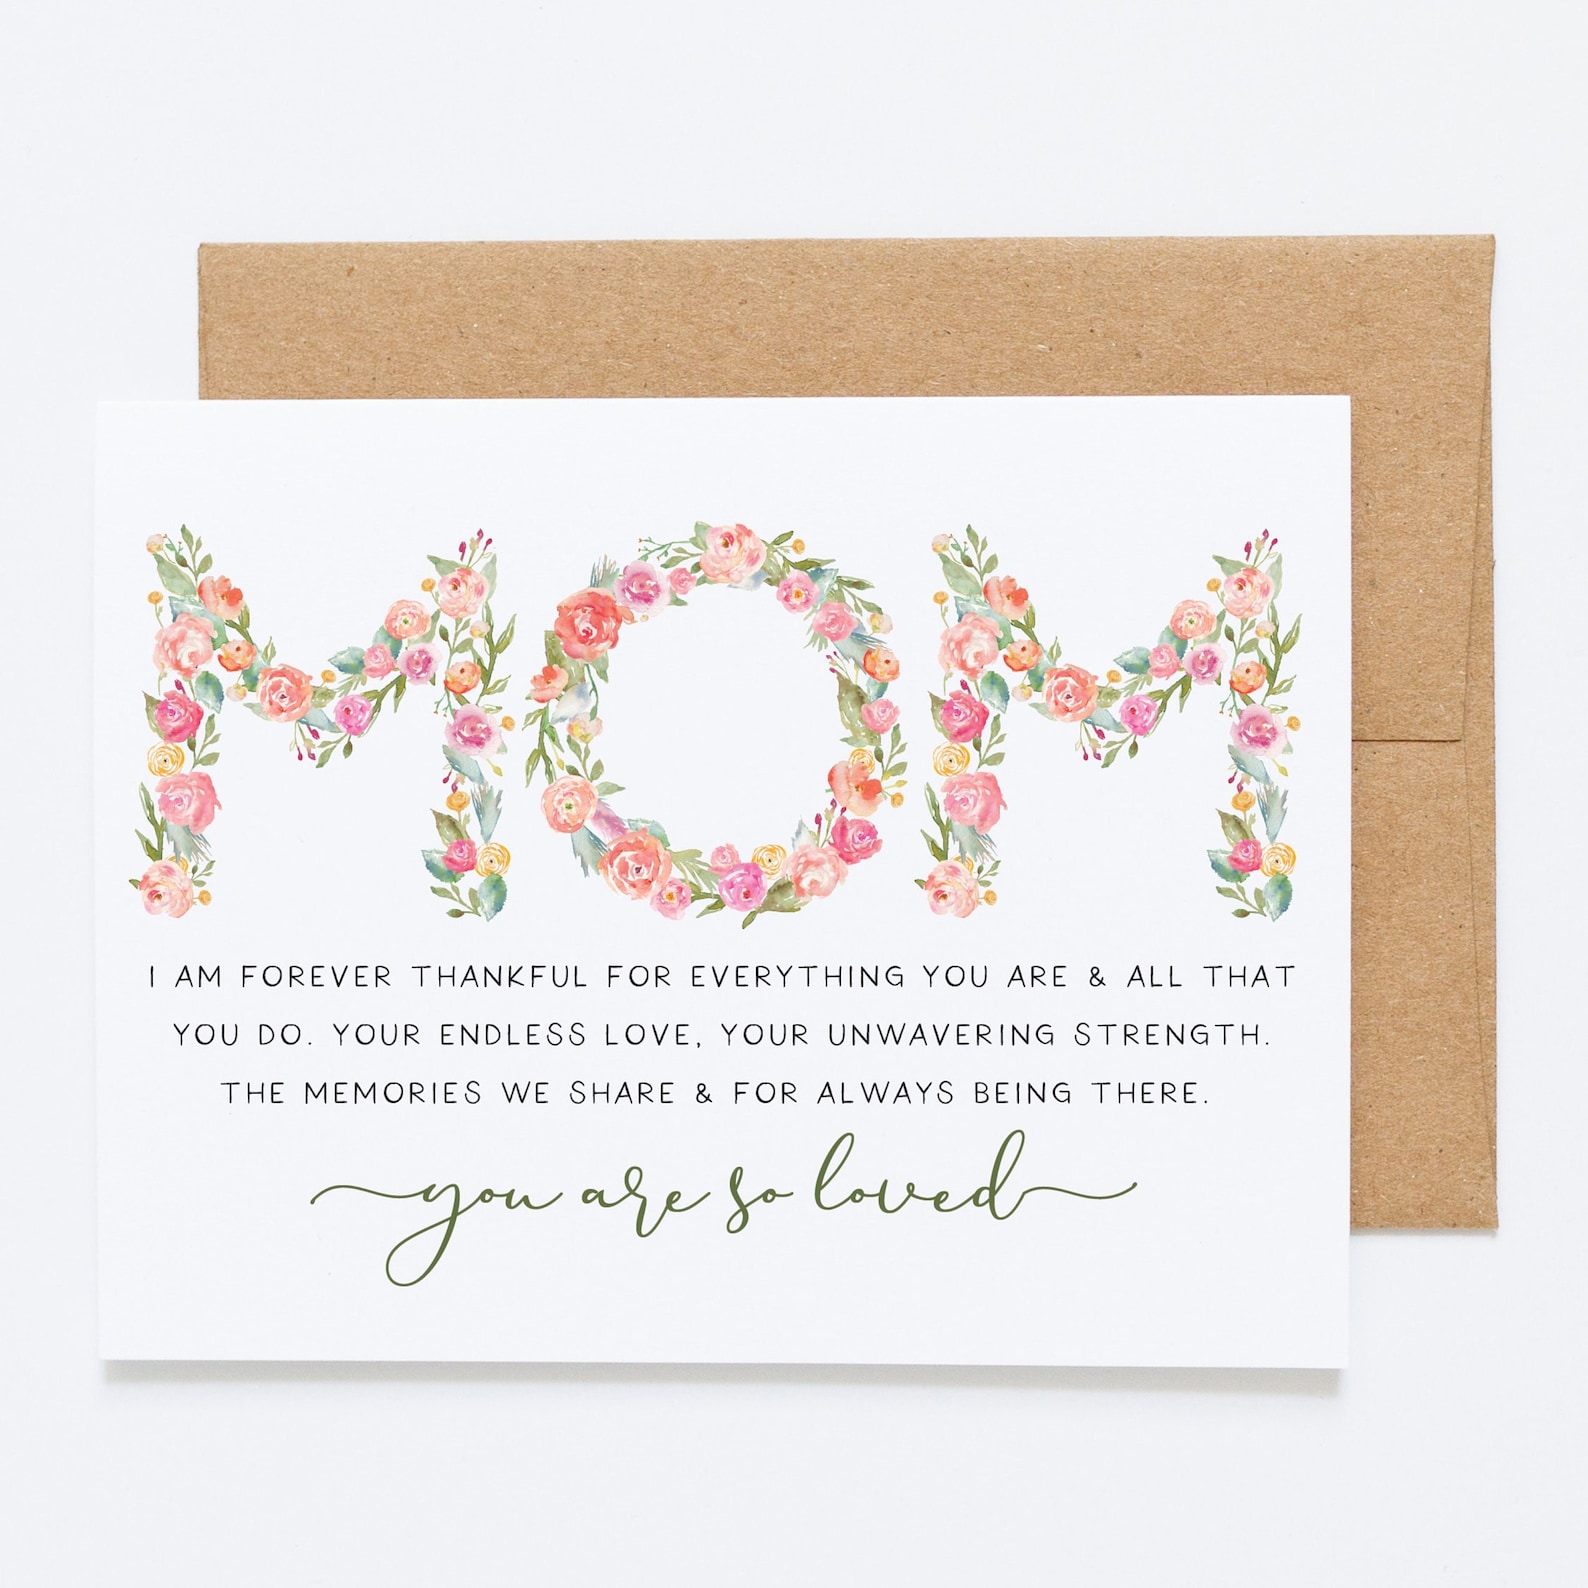 MOM
I AM FOREVER THANKFUL FOR EVERYTHING YOU ARE & ALL THAT
YOU DO. YOUR ENDLESS LOVE, YOUR UNWAVERING STRENGTH.
THE MEMORIES WE SHARE & FOR ALWAYS BEING THERE.
you are so loved